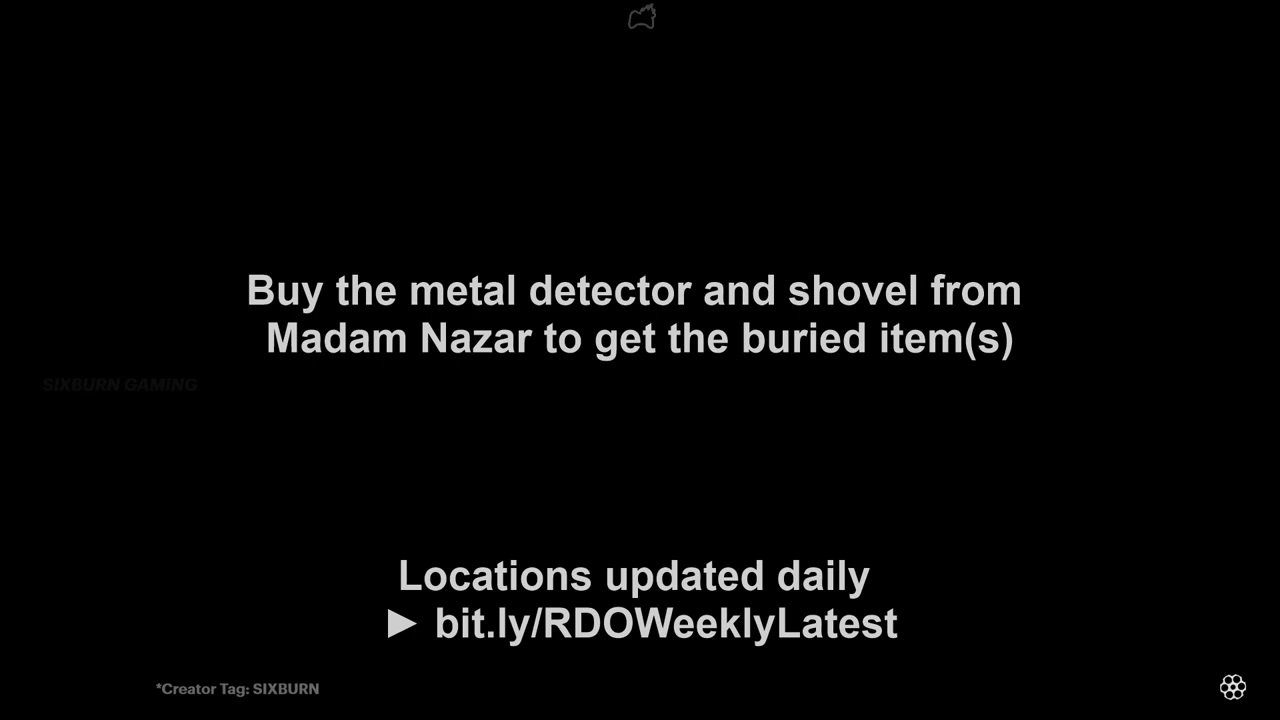 Buy the metal detector and shovel from
Madam Nazar to get the buried item(s)
SIXBURN GAMING
Locations updated daily
► bit.ly/RDOWeeklyLatest
*Creator Tag: SIXBURN